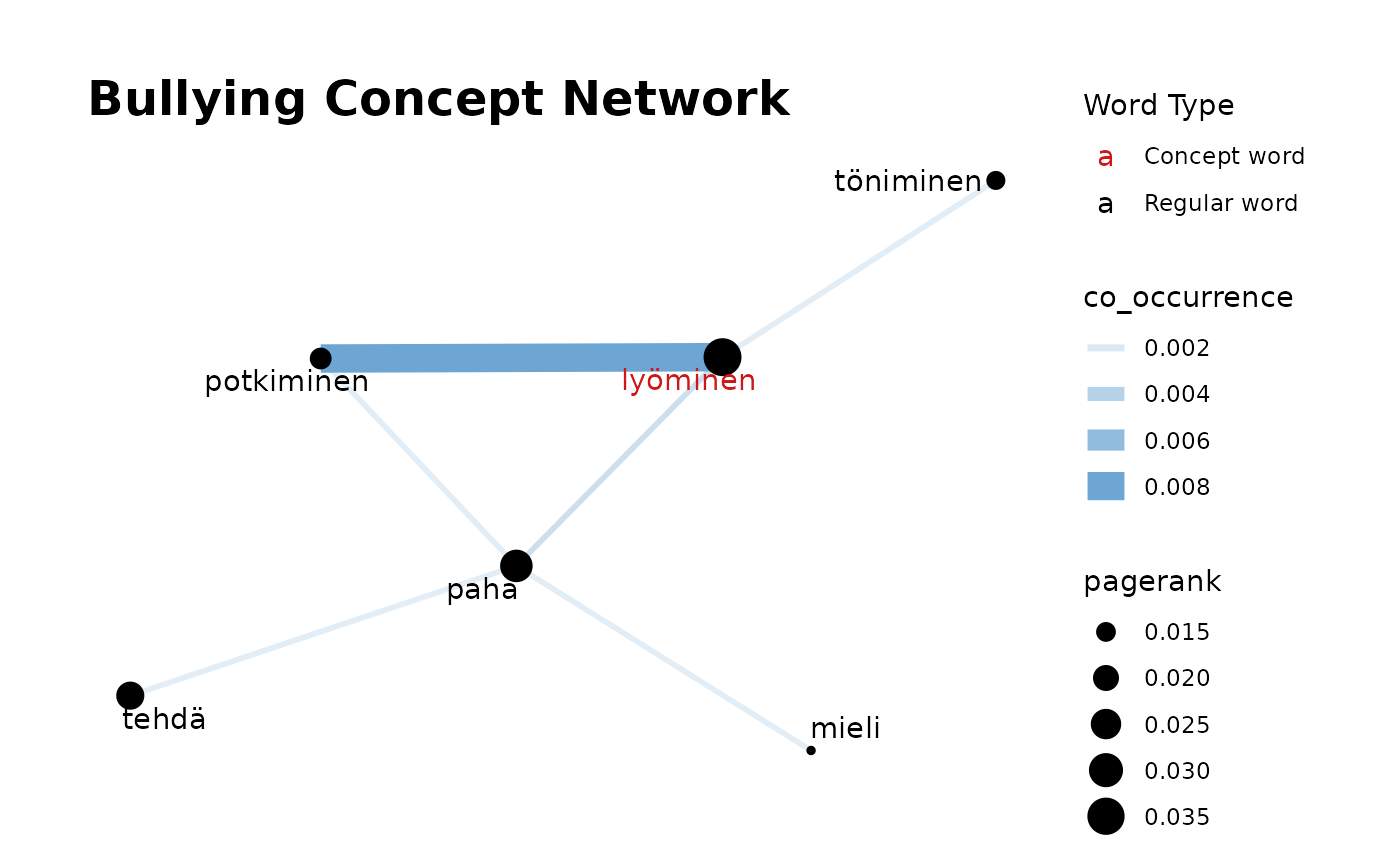 Bullying Concept Network
töniminen
potkiminen
lyöminen
paha
tehdä
mieli
Word Type
a Concept word
a Regular word
co_occurrence
0.002
0.004
0.006
0.008
pagerank
0.015
0.020
0.025
0.030
0.035